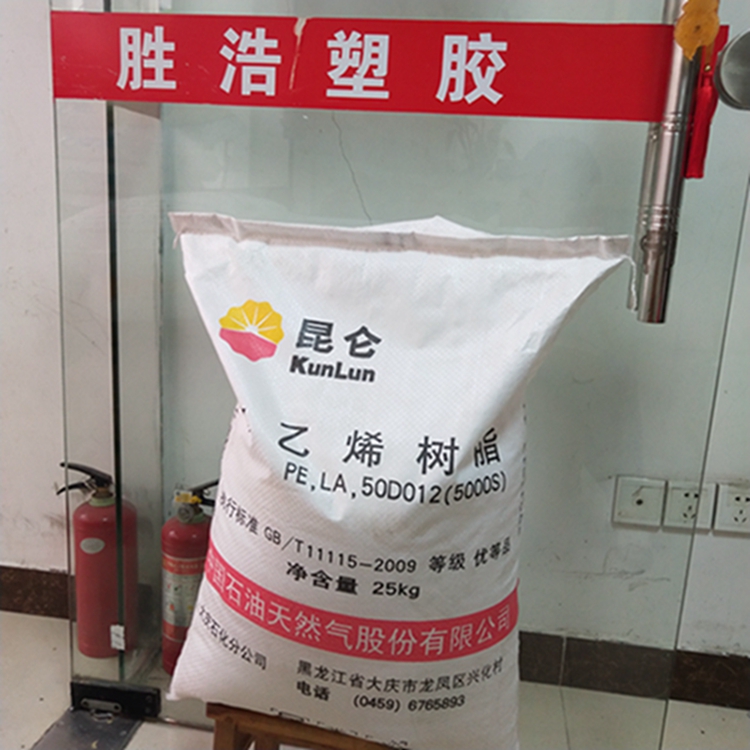 胜浩塑胶
昆仑
KunLun
乙烯树脂
PE,LA,50D012(5000S)
执行标准 GB/T11115-2009 等级 优等品
净含量 25kg
中国石油天然气股份有限公司
大庆石化分公司
黑龙江省大庆市龙凤区兴化村
电话 (0459) 6765893